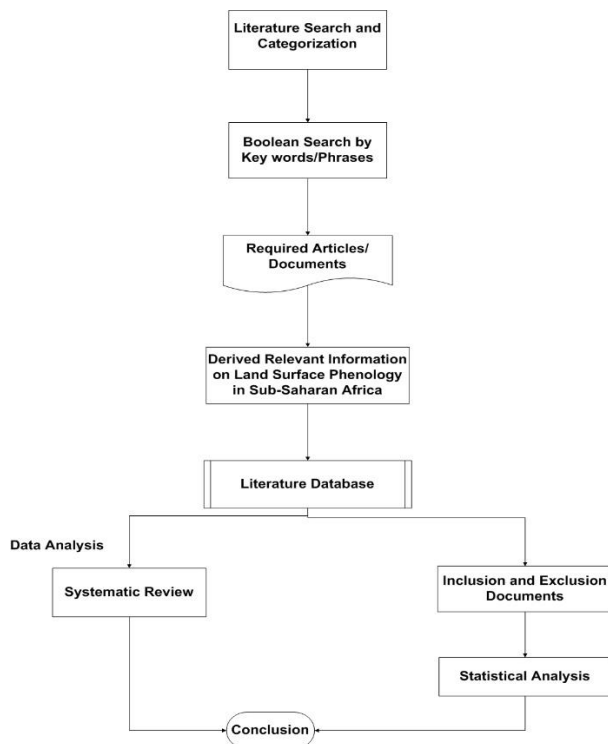 Literature Search and
Categorization
Boolean Search by
Key words/Phrases
Required Articles/
Documents
Derived Relevant Information
on Land Surface Phenology
in Sub-Saharan Africa
Literature Database
Data Analysis
Systematic Review
Inclusion and Exclusion
Documents
Statistical Analysis
Conclusion